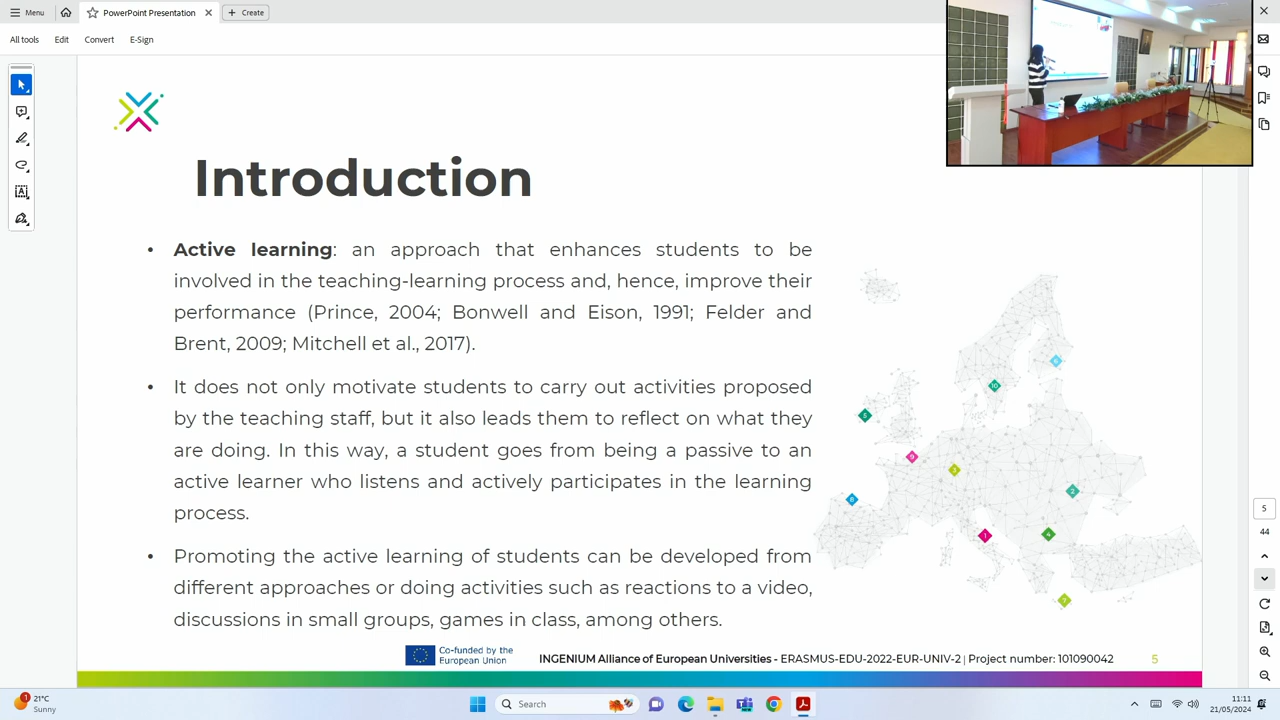 Menu
PowerPoint Presentation
Create
All tools
Edit
Convert
E-Sign
Introduction
• Active learning: an approach that enhances students to be
involved in the teaching-learning process and, hence, improve their
performance (Prince, 2004; Bonwell and Eison, 1991; Felder and
Brent, 2009; Mitchell et al., 2017).
• It does not only motivate students to carry out activities proposed
by the teaching staff, but it also leads them to reflect on what they
are doing. In this way, a student goes from being a passive to an
active learner who listens and actively participates in the learning
process.
• Promoting the active learning of students can be developed from
different approaches or doing activities such as reactions to a video,
discussions in small groups, games in class, among others.
10
9
3
8
2
1
4
Co-funded by the
European Union
INGENIUM Alliance of European Universities - ERASMUS-EDU-2022-EUR-UNIV-2 | Project number: 101090042
5
5
44
21°C
Sunny
Search
11:11
21/05/2024